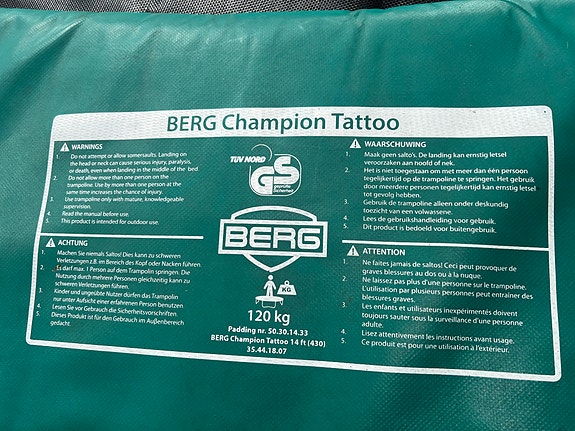 BERG Champion Tattoo
WARNINGS
1. Do not attempt or allow somersaults. Landing on
the head or neck can cause serious injury, paralysis,
or death, even when landing in the middle of the bed.
2. Do not allow more than one person on the
trampoline. Use by more than one person at the
same time increases the chance of injury.
3. Use trampoline only with mature, knowledgeable
supervision.
4. Read the manual before use.
5. This product is intended for outdoor use.
ACHTUNG
1. Machen Sie niemals Saltos! Dies kann zu schweren
Verletzungen z.B. im Bereich des Kopf oder Nacken führen.
2. Es darf max. 1 Person auf dem Trampolin springen. Die
Nutzung durch mehrere Personen gleichzeitig kann zu
schweren Verletzungen führen.
3. Kinder und ungeübte Nutzer dürfen das Trampolin
nur unter Aufsicht einer erfahrenen Person benutzen
4. Lesen Sie vor Gebrauch die Sicherheitsvorschriften.
5. Dieses Produkt ist für den Gebrauch im Außenbereich
gedacht.
TUV NORD
GS
geprüfte
Sicherheit
BERG
KG
120 kg
Padding nr. 50.30.14.33
BERG Champion Tattoo 14 ft (430)
35.44.18.07
WAARSCHUWING
1. Maak geen salto's. De landing kan ernstig letsel
veroorzaken aan hoofd of nek.
2. Het is niet toegestaan om met meer dan één persoon
tegelijkertijd op de trampoline te springen. Het gebruik
door meerdere personen tegelijkertijd kan ernstig letsel
tot gevolg hebben.
3. Gebruik de trampoline alleen onder deskundig
toezicht van een volwassene.
4. Lees de gebruikshandleiding voor gebruik.
5. Dit product is bedoeld voor buitengebruik.
ATTENTION
1. Ne faites jamais de saltos! Ceci peut provoquer de
graves blessures au dos ou à la nuque.
2. Ne laissez pas plus d'une personne sur le trampoline.
L'utilisation par plusieurs personnes peut entraîner des
blessures graves.
3. Les enfants et utilisateurs inexpérimentés doivent
toujours sauter sous la surveillance d'une personne
adulte.
4. Lisez attentivement les instructions avant usage.
5. Ce produit est pour une utilisation à l'extérieur.